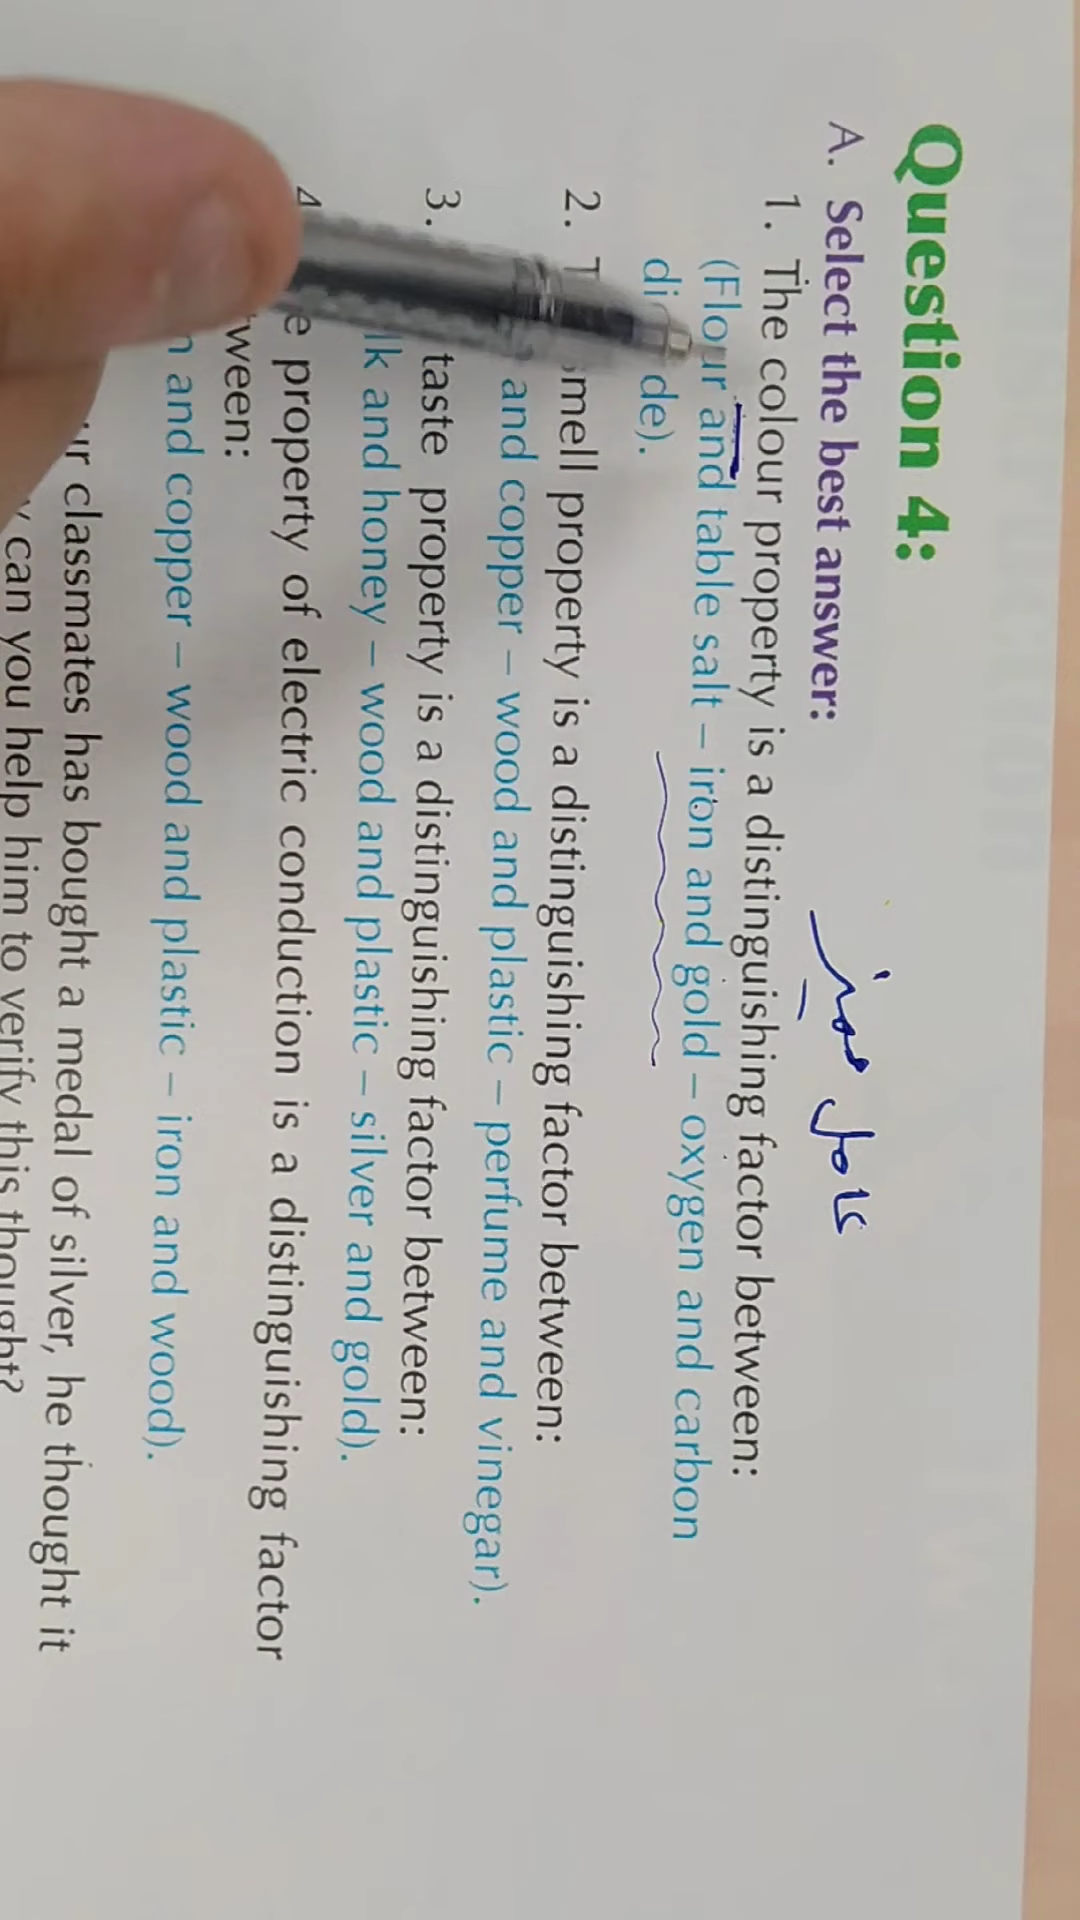 Question 4:
A. Select the best answer:
1. The colour property is a distinguishing factor between:
(Flour and table salt – iron and gold – oxygen and carbon
de).
2. mell property is a distinguishing factor between:
and copper – wood and plastic – perfume and vinegar).
3. taste property is a distinguishing factor between:
lk and honey – wood and plastic – silver and gold).
e property of electric conduction is a distinguishing factor
ween:
n and copper – wood and plastic – iron and wood).
ur classmates has bought a medal of silver, he thought it
can you help him to verify this thought?